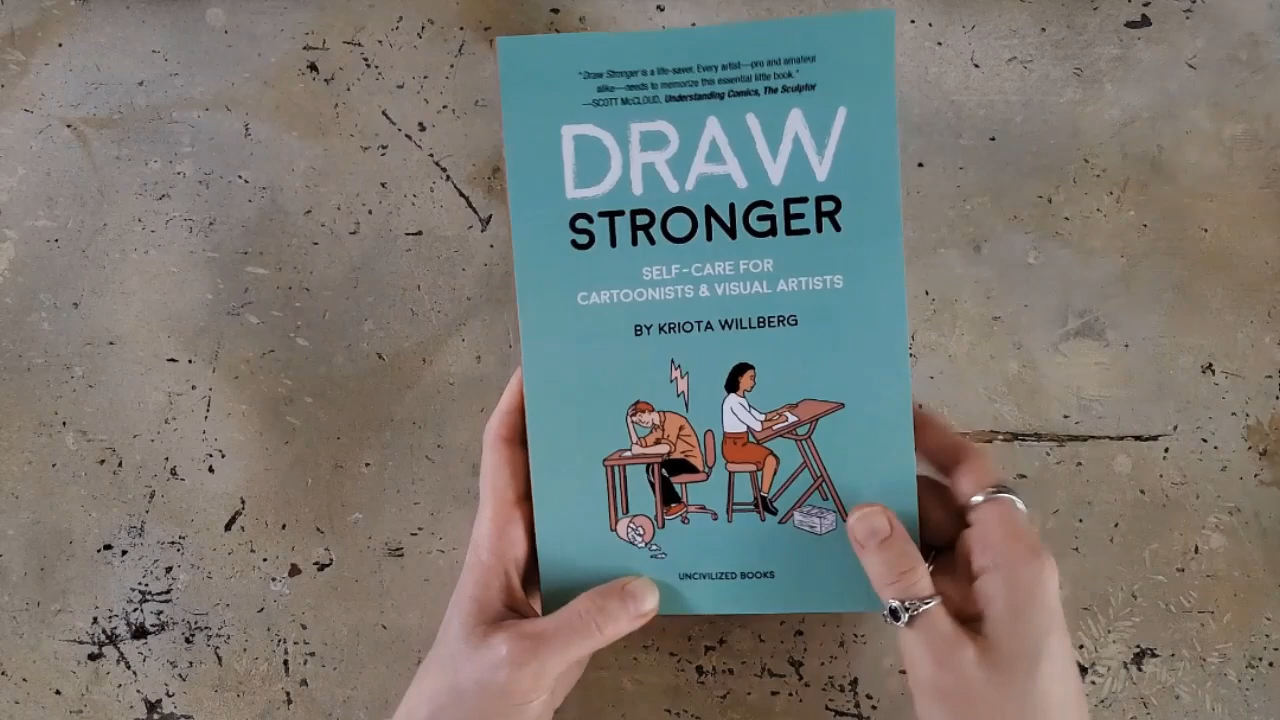 "Draw Stronger is a life-saver. Every artist—pro and amateur
alike—needs to memorize this essential little book."
—SCOTT McCLOUD, Understanding Comics, The Sculptor
DRAW
STRONGER
SELF-CARE FOR
CARTOONISTS & VISUAL ARTISTS
BY KRIOTA WILLBERG
UNCIVILIZED BOOKS